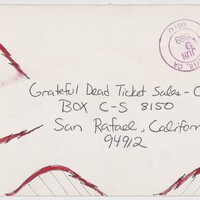 Grateful Dead Ticket Sales - C
BOX C-S 8150
San Rafael, Californ
94912